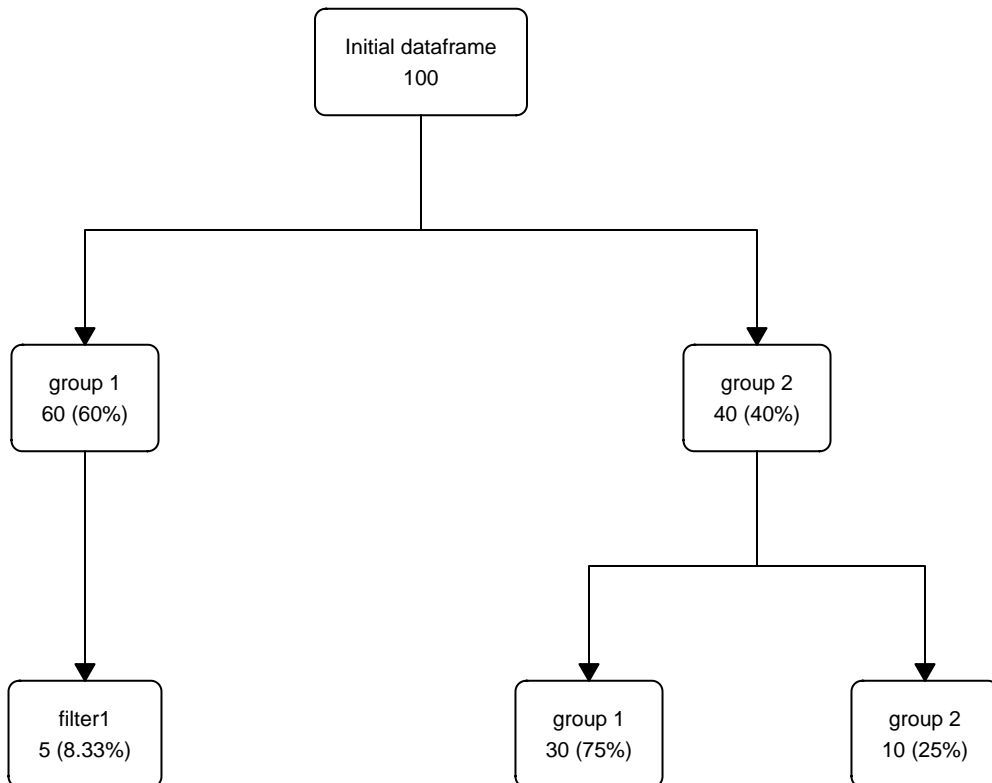 Initial dataframe
100
group 1
60 (60%)
group 2
40 (40%)
filter1
5 (8.33%)
group 1
30 (75%)
group 2
10 (25%)